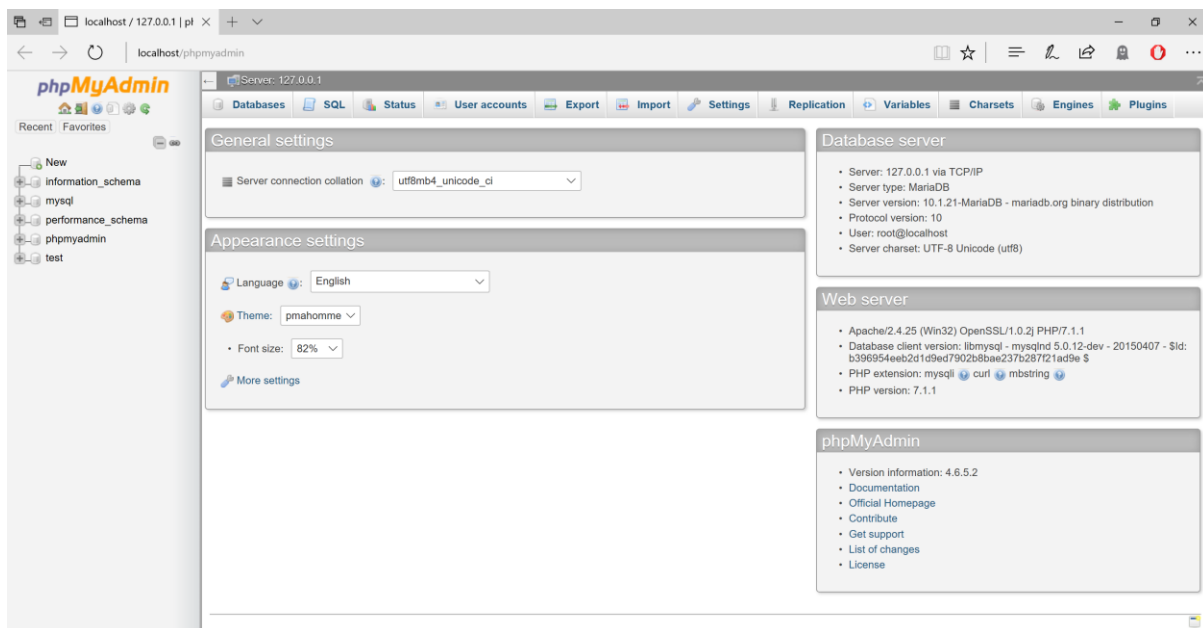 localhost / 127.0.0.1 | pl
localhost/phpmyadmin
phpMyAdmin
Recent Favorites
New
information_schema
mysql
performance_schema
phpmyadmin
test
Server: 127.0.0.1
Databases SQL Status User accounts Export Import Settings Replication Variables Charsets Engines Plugins
General settings
Server connection collation : utf8mb4_unicode_ci
Appearance settings
Language : English
Theme: pmahomme
• Font size: 82%
More settings
Database server
• Server: 127.0.0.1 via TCP/IP
• Server type: MariaDB
• Server version: 10.1.21-MariaDB - mariadb.org binary distribution
• Protocol version: 10
• User: root@localhost
• Server charset: UTF-8 Unicode (utf8)
Web server
• Apache/2.4.25 (Win32) OpenSSL/1.0.2j PHP/7.1.1
• Database client version: libmysql - mysqlnd 5.0.12-dev - 20150407 - $Id:
b396954eeb2d1d9ed7902b8bae237b287f21ad9e $
• PHP extension: mysqli curl mbstring
• PHP version: 7.1.1
phpMyAdmin
• Version information: 4.6.5.2
• Documentation
• Official Homepage
• Contribute
• Get support
• List of changes
• License